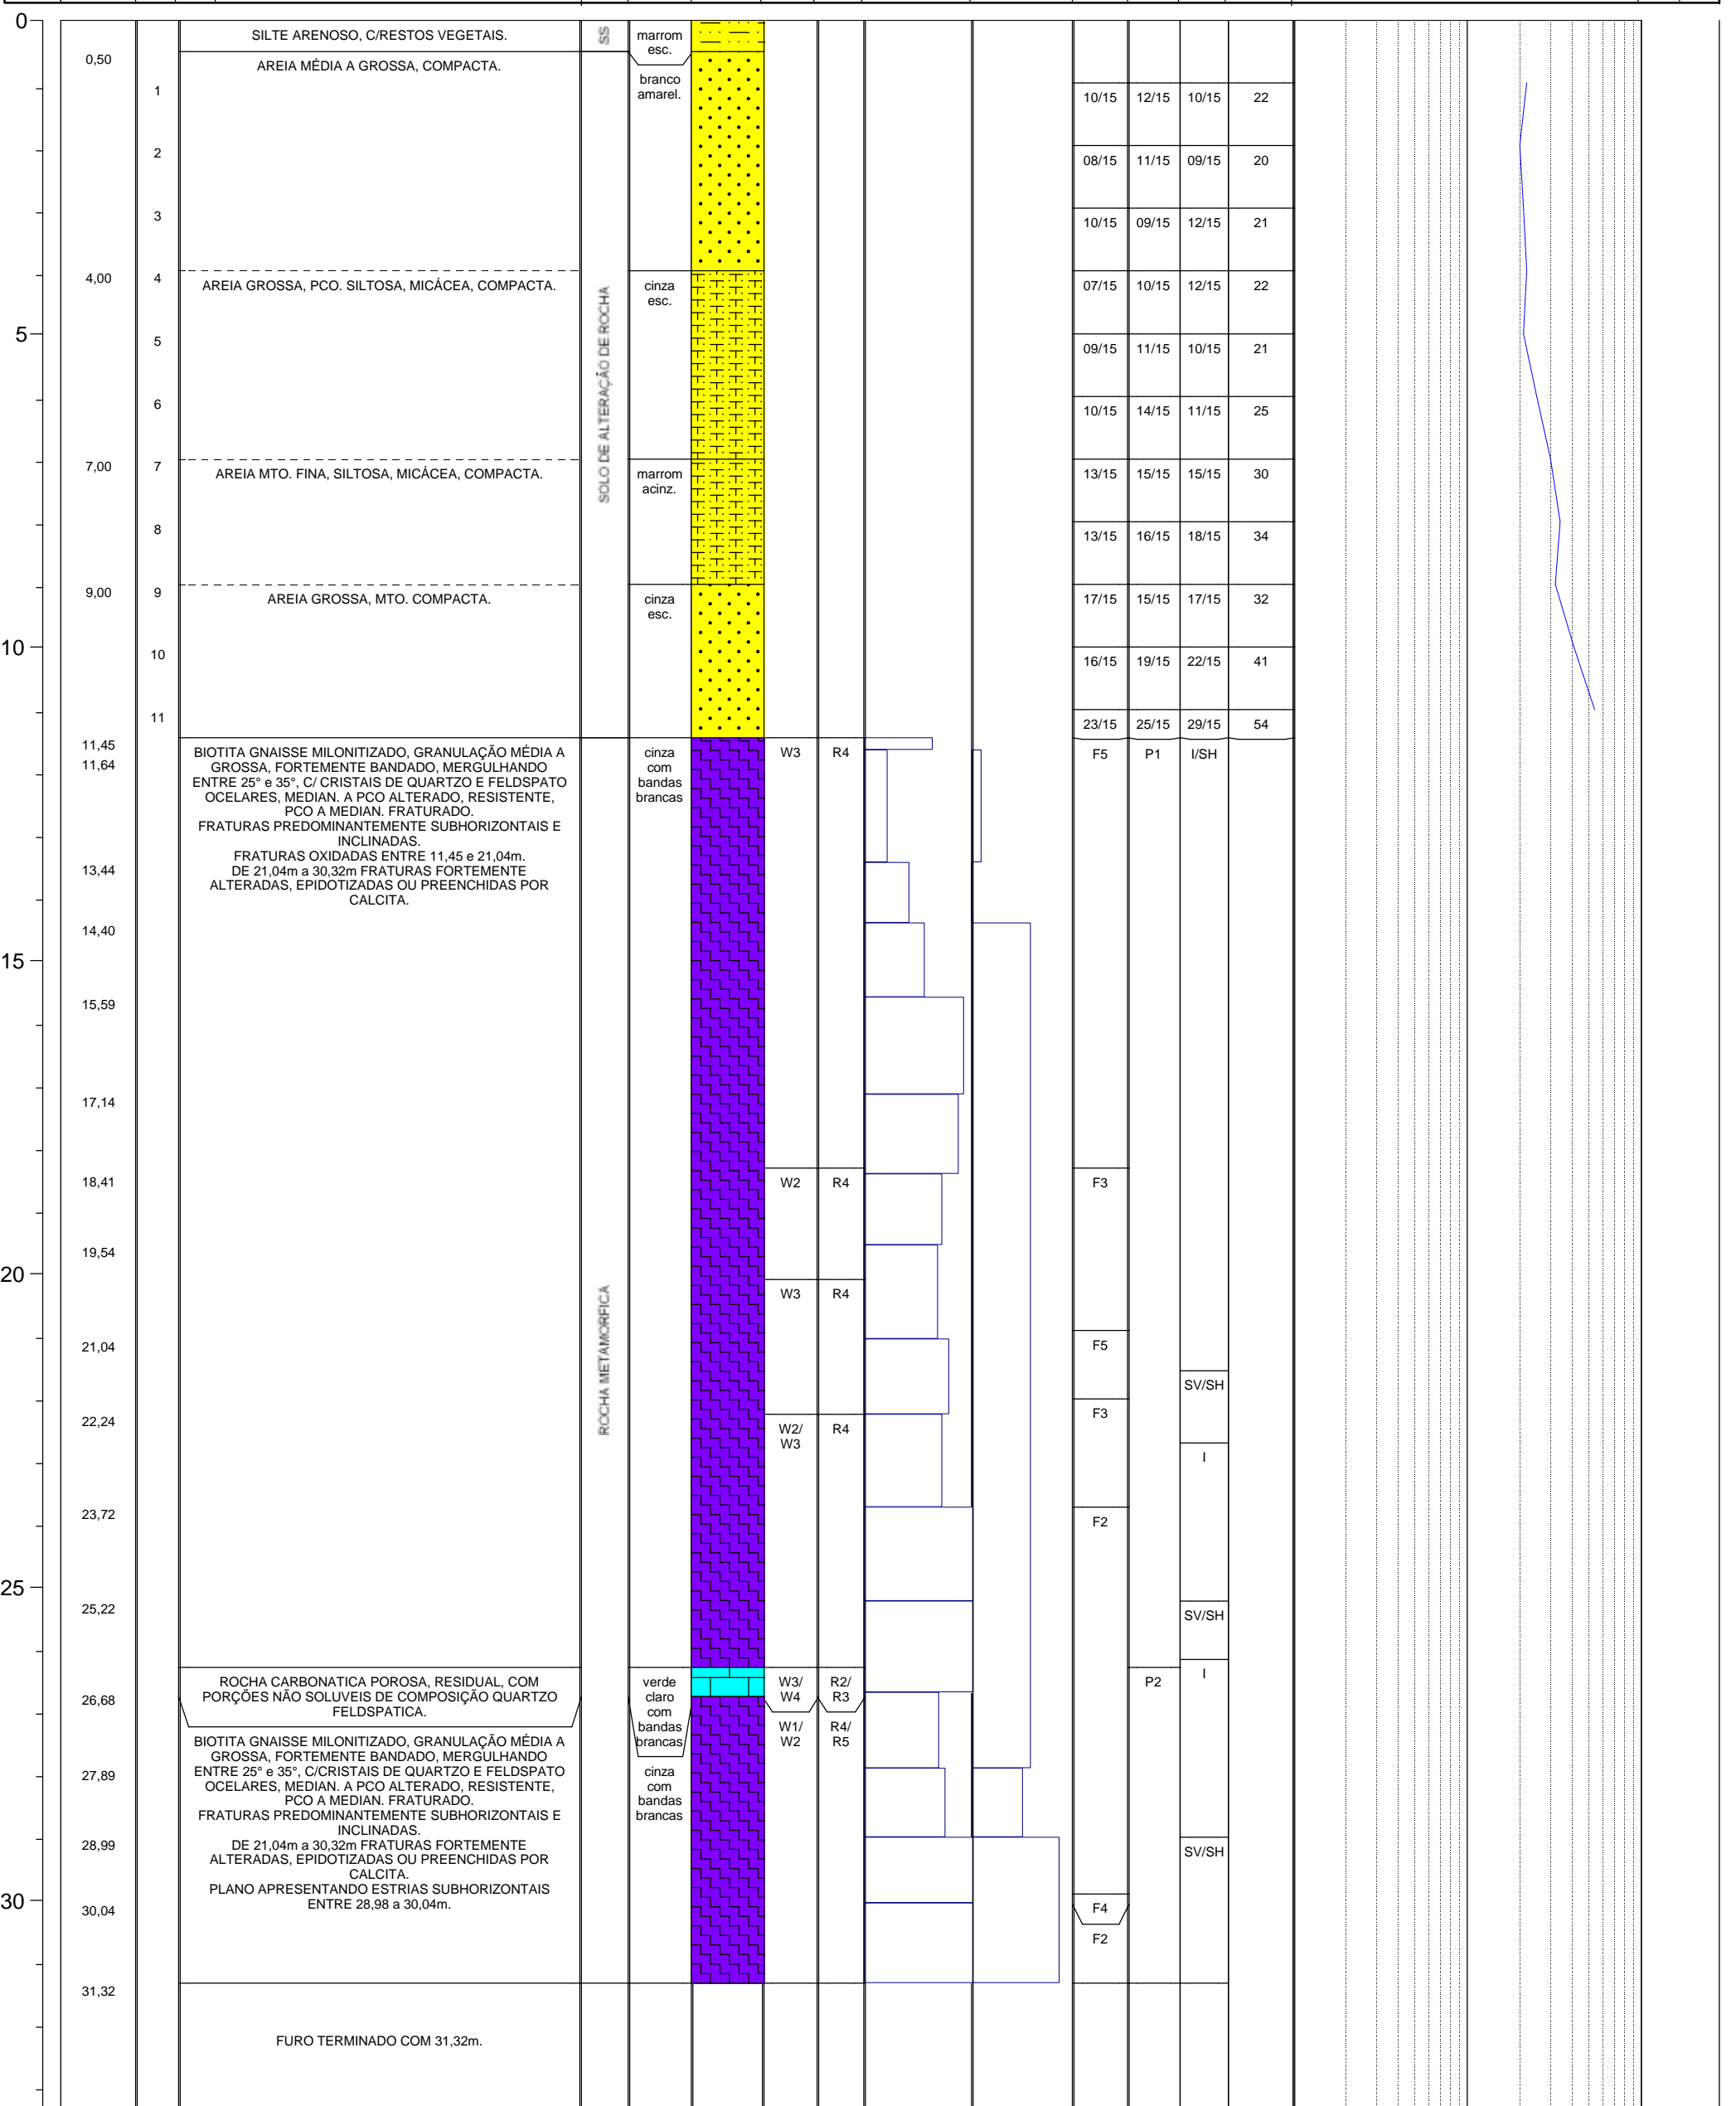 0
SILTE ARENOSO, C/RESTOS VEGETAIS.
SS
marrom
esc.
0,50
AREIA MÉDIA A GROSSA, COMPACTA.
branco
amarel.
1
10/15 12/15 10/15 22
2
08/15 11/15 09/15 20
3
10/15 09/15 12/15 21
4,00
4
AREIA GROSSA, PCO. SILTOSA, MICÁCEA, COMPACTA.
cinza
esc.
07/15 10/15 12/15 22
SOLO DE ALTERAÇÃO DE ROCHA
5
5
09/15 11/15 10/15 21
6
10/15 14/15 11/15 25
7,00
7
AREIA MTO. FINA, SILTOSA, MICÁCEA, COMPACTA.
marrom
acinz.
13/15 15/15 15/15 30
8
13/15 16/15 18/15 34
9,00
9
AREIA GROSSA, MTO. COMPACTA.
cinza
esc.
17/15 15/15 17/15 32
10
10
16/15 19/15 22/15 41
11
23/15 25/15 29/15 54
11,45
11,64
BIOTITA GNAISSE MILONITIZADO, GRANULAÇÃO MÉDIA A
GROSSA, FORTEMENTE BANDADO, MERGULHANDO
ENTRE 25° e 35°, C/ CRISTAIS DE QUARTZO E FELDSPATO
OCELARES, MEDIAN. A PCO ALTERADO, RESISTENTE,
PCO A MEDIAN. FRATURADO.
FRATURAS PREDOMINANTEMENTE SUBHORIZONTAIS E
INCLINADAS.
FRATURAS OXIDADAS ENTRE 11,45 e 21,04m.
DE 21,04m a 30,32m FRATURAS FORTEMENTE
ALTERADAS, EPIDOTIZADAS OU PREENCHIDAS POR
CALCITA.
cinza
com
bandas
brancas
W3 R4
F5 P1 I/SH
13,44
14,40
15
15,59
17,14
18,41
W2 R4
F3
19,54
20
W3 R4
ROCHA METAMORFICA
21,04
F5
SV/SH
22,24
W2/
W3
R4
F3
I
23,72
F2
25
25,22
SV/SH
ROCHA CARBONATICA POROSA, RESIDUAL, COM
PORÇÕES NÃO SOLUVEIS DE COMPOSIÇÃO QUARTZO
FELDSPATICA.
verde
claro
com
bandas
brancas
W3/
W4
R2/
R3
P2
I
26,68
BIOTITA GNAISSE MILONITIZADO, GRANULAÇÃO MÉDIA A
GROSSA, FORTEMENTE BANDADO, MERGULHANDO
ENTRE 25° e 35°, C/CRISTAIS DE QUARTZO E FELDSPATO
OCELARES, MEDIAN. A PCO ALTERADO, RESISTENTE,
PCO A MEDIAN. FRATURADO.
FRATURAS PREDOMINANTEMENTE SUBHORIZONTAIS E
INCLINADAS.
DE 21,04m a 30,32m FRATURAS FORTEMENTE
ALTERADAS, EPIDOTIZADAS OU PREENCHIDAS POR
CALCITA.
PLANO APRESENTANDO ESTRIAS SUBHORIZONTAIS
ENTRE 28,98 a 30,04m.
W1/
W2
R4/
R5
cinza
com
bandas
brancas
27,89
28,99
SV/SH
30
30,04
F4
F2
31,32
FURO TERMINADO COM 31,32m.